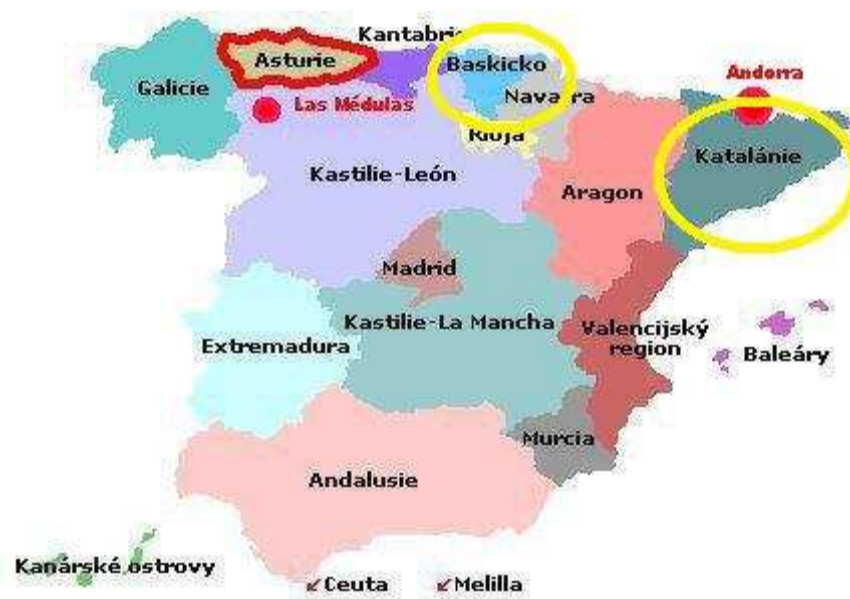 Kantabrie
Asturie
Baskicko
Andorra
Galicie
Navarra
Las Médulas
Rioja
Katalánie
Kastilie-León
Aragon
Madrid
Kastilie-La Mancha
Valencijský
region
Extremadura
Baleáry
Murcia
Andalusie
Kanárské ostrovy
Ceuta
Melilla